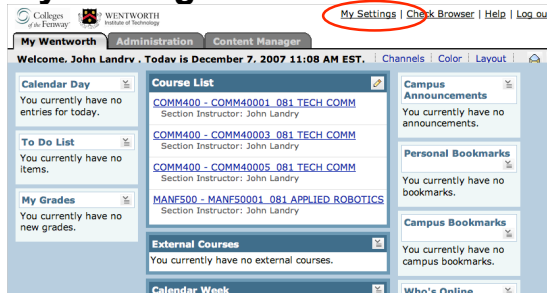 Colleges of the Fenway
WENTWORTH
Institute of Technology
My Settings | Check Browser | Help | Log ou
My Wentworth
Administration
Content Manager
Welcome, John Landry . Today is December 7, 2007 11:08 AM EST.
Channels
Color
Layout
Calendar Day
You currently have no
entries for today.
To Do List
You currently have no
items.
My Grades
You currently have no
new grades.
Course List
COMM400 - COMM40001 081 TECH COMM
Section Instructor: John Landry
COMM400 - COMM40003 081 TECH COMM
Section Instructor: John Landry
COMM400 - COMM40005 081 TECH COMM
Section Instructor: John Landry
MANF500 - MANF50001 081 APPLIED ROBOTICS
Section Instructor: John Landry
External Courses
You currently have no external courses.
Calendar Week
Campus
Announcements
You currently have no
announcements.
Personal Bookmarks
You currently have no
bookmarks.
Campus Bookmarks
You currently have no
campus bookmarks.
Who's Online